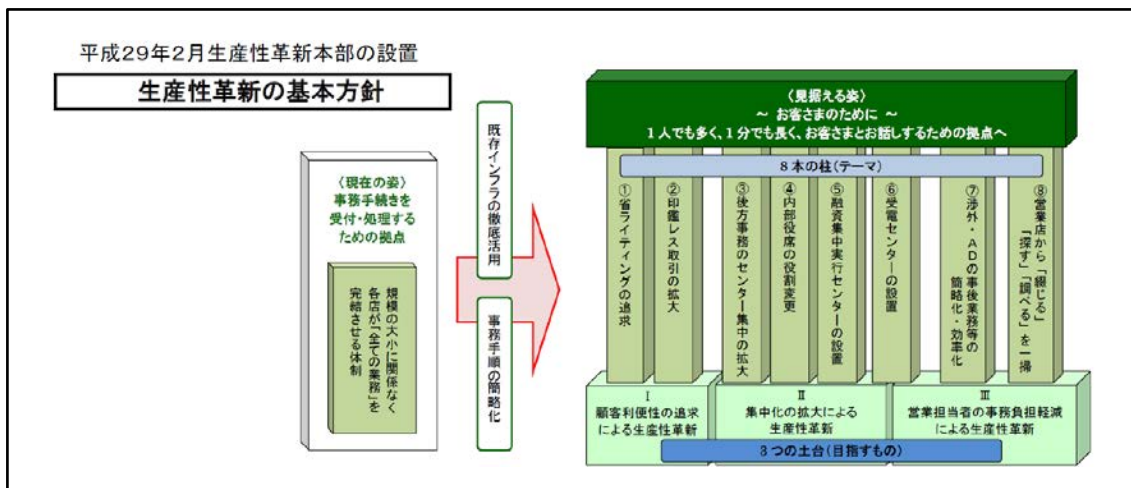 平成29年2月生産性革新本部の設置
生産性革新の基本方針
〈現在の姿〉
事務手続きを
受付・処理する
ための拠点
規模の大小に関係なく
各店が「全ての業務」を
完結させる体制
既存インフラの徹底活用
事務手順の簡略化
〈見据える姿〉
～ お客さまのために ～
1人でも多く、1分でも長く、お客さまとお話しするための拠点へ
8本の柱(テーマ)
①省ライティングの追求
②印鑑レス取引の拡大
③後方事務のセンター集中の拡大
④内部役席の役割変更
⑤融資集中実行センターの設置
⑥受電センターの設置
⑦渉外・ADの事後業務等の
簡略化・効率化
⑧営業店から「綴じる」
「探す」「調べる」を一掃
Ⅰ
顧客利便性の追求
による生産性革新
Ⅱ
集中化の拡大による
生産性革新
Ⅲ
営業担当者の事務負担軽減
による生産性革新
3つの土台(目指すもの)